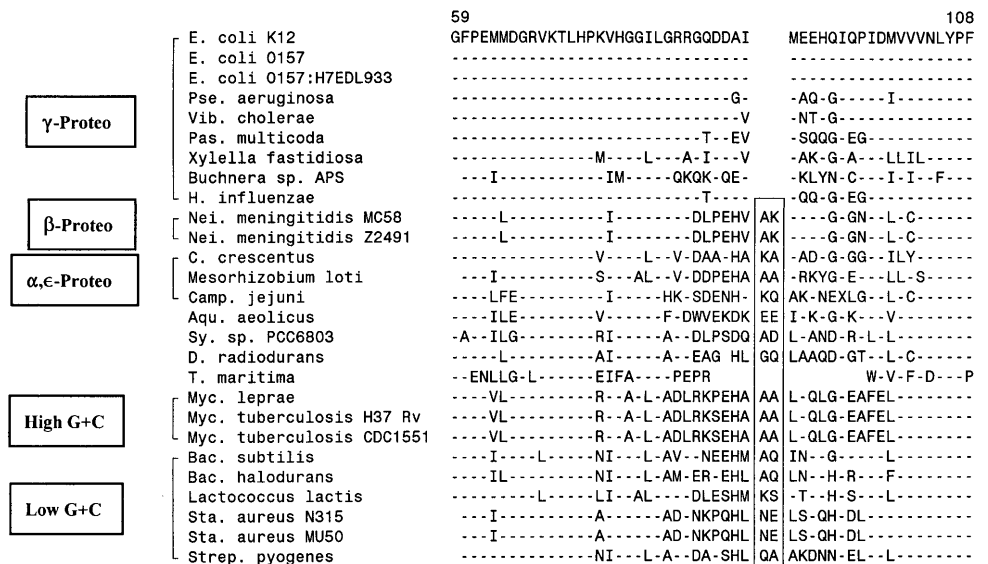 59 108
E. coli K12 GFPEMMDGRVKTLHPKVHGGILGRRGQDDAI MEEHQIQPIDMVVVNLYPF
E. coli O157 ------------------------------- -------------------
E. coli O157:H7EDL933 ------------------------------- -------------------
Pse. aeruginosa -----------------------------G- -AQ-G-----I--------
γ-Proteo
Vib. cholerae ------------------------------V -NT-G--------------
Pas. multicoda --------------------------T--EV -SQQG-EG-----------
Xylella fastidiosa ---------------M----L---A-I---V -AK-G-A---LLVIL-----
Buchnera sp. APS ----I-----------IM-----QKQK-QE- -KLYN-C---I-I--F--
H. influenzae --------------------------T---- -QQ-G-EG-----------
β-Proteo
Nei. meningitidis MC58 -----L----------I--------DLPEHV AK ----G-GN--L-C------
Nei. meningitidis Z2491 -----L----------I--------DLPEHV AK ----G-GN--L-C------
α,ϵ-Proteo
C. crescentus ---------------V----L--V-DAA-HA KA -AD-G-GG---ILY-----
Mesorhizobium loti ----I----------S---AL--V-DDPEHA AA -RKYG-E---LL-S-----
Camp. jejuni ----LFE--------I-----HK-SDENH- KQ AK-NEXLG--L-C------
Aqu. aeolicus ----ILE--------V-----F-DWVEKDK EE I-K-G-K---V--------
Sy. sp. PCC6803 -A--ILG--------RI----A--DLPSDQ AD L-AND-R-L-L--------
D. radiodurans -----L---------AI----A--EAG HL GQ LAAQD-GT--L-C------
T. maritima --ENLLG-L------EIFA----PEPR W-V-F-D---P
High G+C
Myc. leprae ----VL---------R--A-L-ADLRKPEHA AA L-QLG-EAFEL--------
Myc. tuberculosis H37 Rv ----VL---------R--A-L-ADLRKSEHA AA L-QLG-EAFEL--------
Myc. tuberculosis CDC1551 ----VL---------R--A-L-ADLRKSEHA AA L-QLG-EAFEL--------
Low G+C
Bac. subtilis ----I----L-----NI---L-AV--NEEHM AQ IN--G-----L--------
Bac. halodurans ----IL---------NI---L-AM-ER-EHL AQ LN--H-R---F--------
Lactococcus lactis ---------L-----LI--AL----DLESHM KS -T--H-S---L--------
Sta. aureus N315 ----I----------A-----AD-NKPQHL NE LS-QH-DL-----------
Sta. aureus MU50 ----I----------A-----AD-NKPQHL NE LS-QH-DL-----------
Strep. pyogenes ---------------NI---L-A--DA-SHL QA AKDNN-EL--L--------